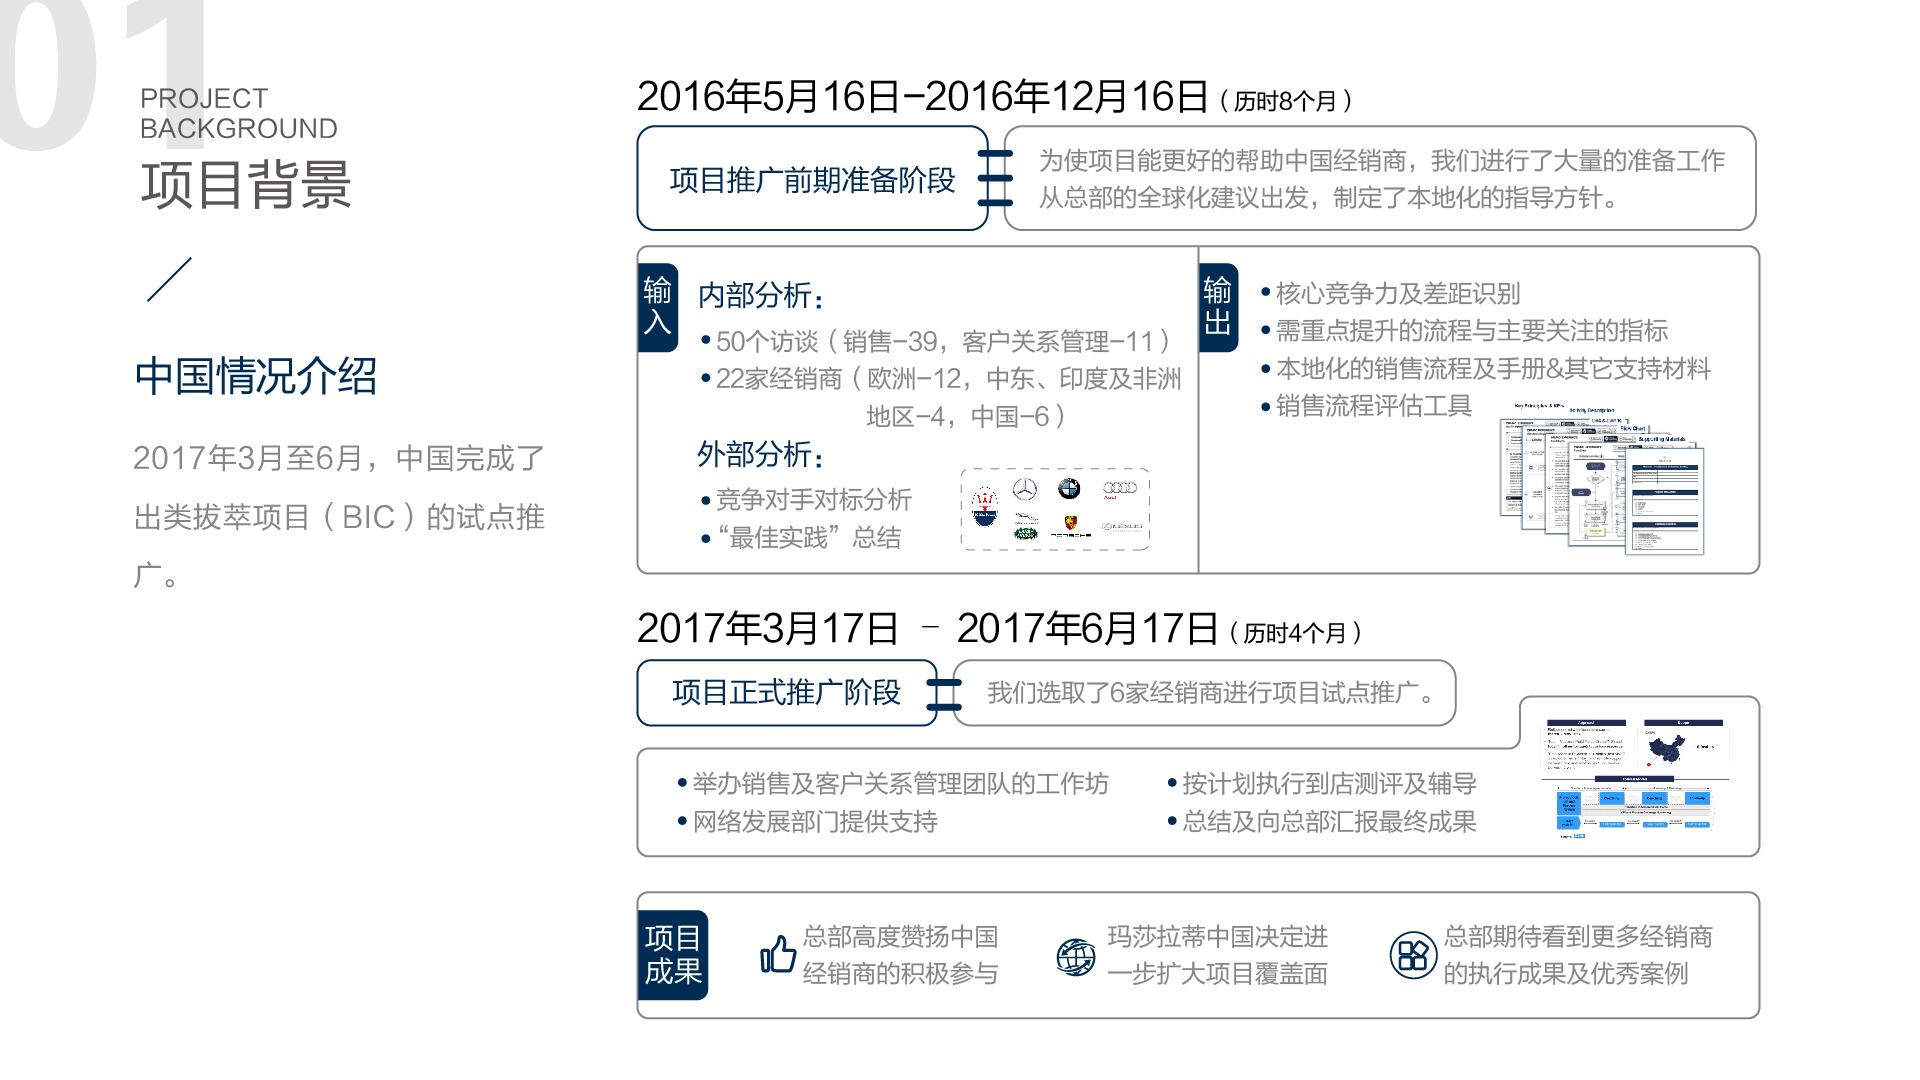 01
PROJECT
BACKGROUND
项目背景
中国情况介绍
2017年3月至6月，中国完成了
出类拔萃项目（BIC）的试点推
广。
2016年5月16日-2016年12月16日（历时8个月）
项目推广前期准备阶段
为使项目能更好的帮助中国经销商，我们进行了大量的准备工作
从总部的全球化建议出发，制定了本地化的指导方针。
输入
内部分析：
•50个访谈（销售-39，客户关系管理-11）
•22家经销商（欧洲-12，中东、印度及非洲
地区-4，中国-6）
外部分析：
•竞争对手对标分析
•“最佳实践”总结
Audi
PORSCHE
LEXUS
输出
•核心竞争力及差距识别
•需重点提升的流程与主要关注的指标
•本地化的销售流程及手册&其它支持材料
•销售流程评估工具
Key Principles & KPIs
Activity Description
Flow Chart
Supporting Materials
2017年3月17日 - 2017年6月17日（历时4个月）
项目正式推广阶段
我们选取了6家经销商进行项目试点推广。
•举办销售及客户关系管理团队的工作坊
•网络发展部门提供支持
•按计划执行到店测评及辅导
•总结及向总部汇报最终成果
Approach
Scope
项目
成果
总部高度赞扬中国
经销商的积极参与
玛莎拉蒂中国决定进
一步扩大项目覆盖面
总部期待看到更多经销商
的执行成果及优秀案例